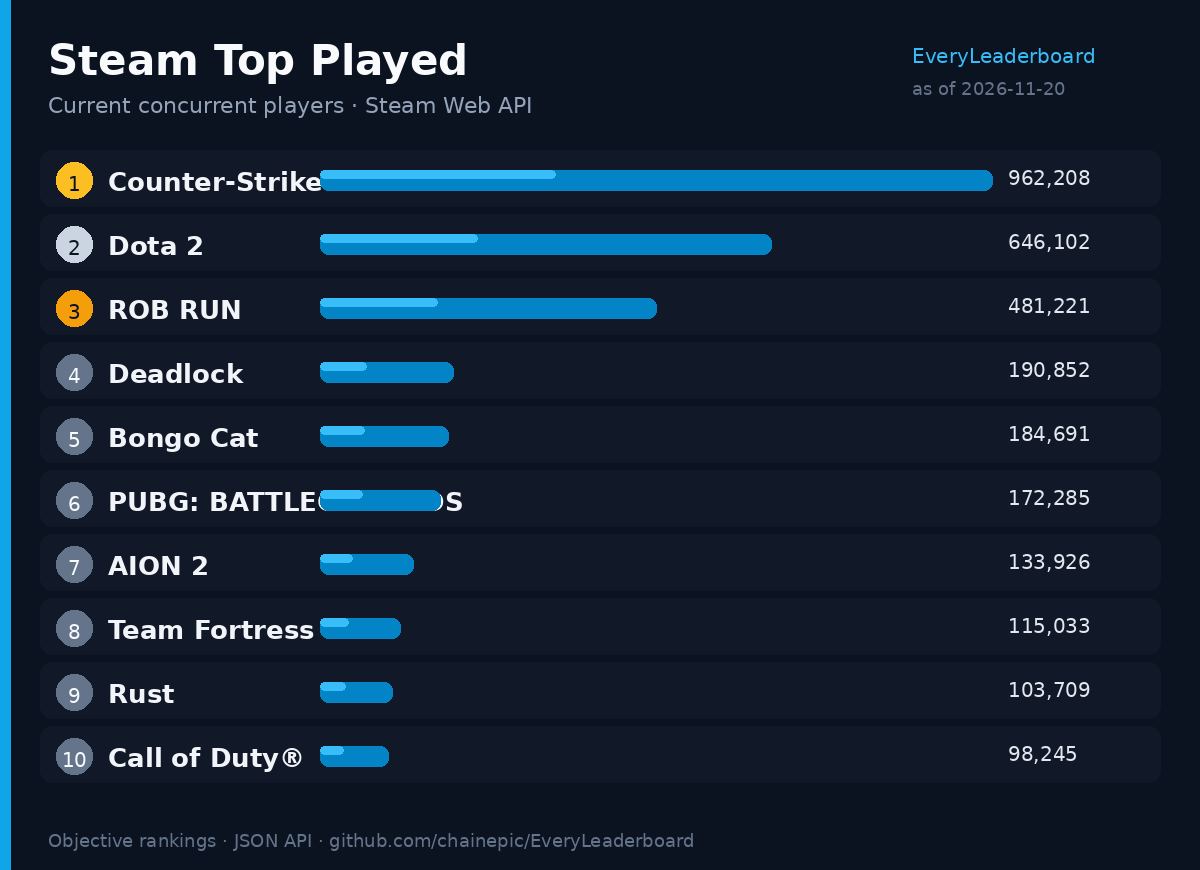 Steam Top Played
Current concurrent players · Steam Web API
EveryLeaderboard
as of 2026-11-20
1 Counter-Strike 962,208
2 Dota 2 646,102
3 ROB RUN 481,221
4 Deadlock 190,852
5 Bongo Cat 184,691
6 PUBG: BATTLE 172,285
7 AION 2 133,926
8 Team Fortress 115,033
9 Rust 103,709
10 Call of Duty® 98,245
Objective rankings · JSON API · github.com/chainepic/EveryLeaderboard